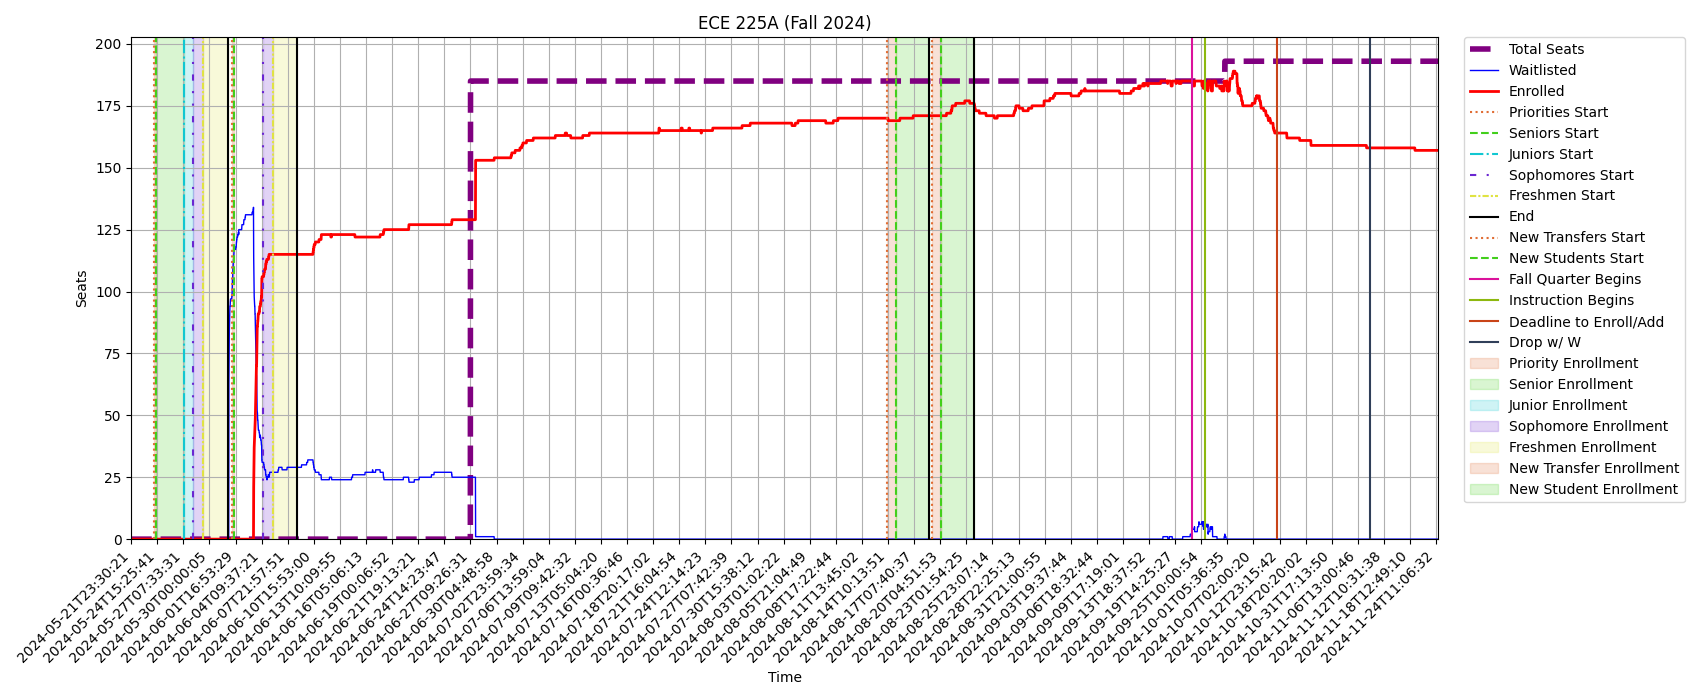 ECE 225A (Fall 2024)
Seats
200
175
150
125
100
75
50
25
0
2024-05-21T23:30:21
2024-05-24T15:25:41
2024-05-27T07:33:31
2024-05-30T00:00:05
2024-06-01T16:53:29
2024-06-04T09:37:21
2024-06-07T21:57:51
2024-06-10T15:53:00
2024-06-13T10:09:55
2024-06-16T05:06:13
2024-06-19T00:06:52
2024-06-21T19:13:21
2024-06-24T14:23:47
2024-06-27T09:26:31
2024-06-30T04:48:58
2024-07-02T23:59:34
2024-07-06T13:59:04
2024-07-09T09:42:32
2024-07-13T05:04:20
2024-07-16T00:36:46
2024-07-18T20:17:02
2024-07-21T16:04:54
2024-07-24T12:14:23
2024-07-27T07:42:39
2024-07-30T15:38:12
2024-08-03T01:02:22
2024-08-05T21:04:49
2024-08-08T17:22:44
2024-08-11T13:45:02
2024-08-14T10:13:51
2024-08-17T07:40:37
2024-08-20T04:51:53
2024-08-23T01:54:25
2024-08-25T23:07:14
2024-08-28T22:25:13
2024-08-31T21:00:55
2024-09-03T19:37:44
2024-09-06T18:32:44
2024-09-09T17:19:01
2024-09-13T18:37:52
2024-09-19T14:25:27
2024-09-25T10:00:54
2024-10-01T05:36:35
2024-10-07T02:00:00
2024-10-12T23:15:42
2024-10-18T20:20:02
2024-10-31T17:13:50
2024-11-06T13:00:46
2024-11-12T10:31:38
2024-11-18T12:49:10
2024-11-24T11:06:32
Time
Total Seats
Waitlisted
Enrolled
Priorities Start
Seniors Start
Juniors Start
Sophomores Start
Freshmen Start
End
New Transfers Start
New Students Start
Fall Quarter Begins
Instruction Begins
Deadline to Enroll/Add
Drop w/ W
Priority Enrollment
Senior Enrollment
Junior Enrollment
Sophomore Enrollment
Freshmen Enrollment
New Transfer Enrollment
New Student Enrollment